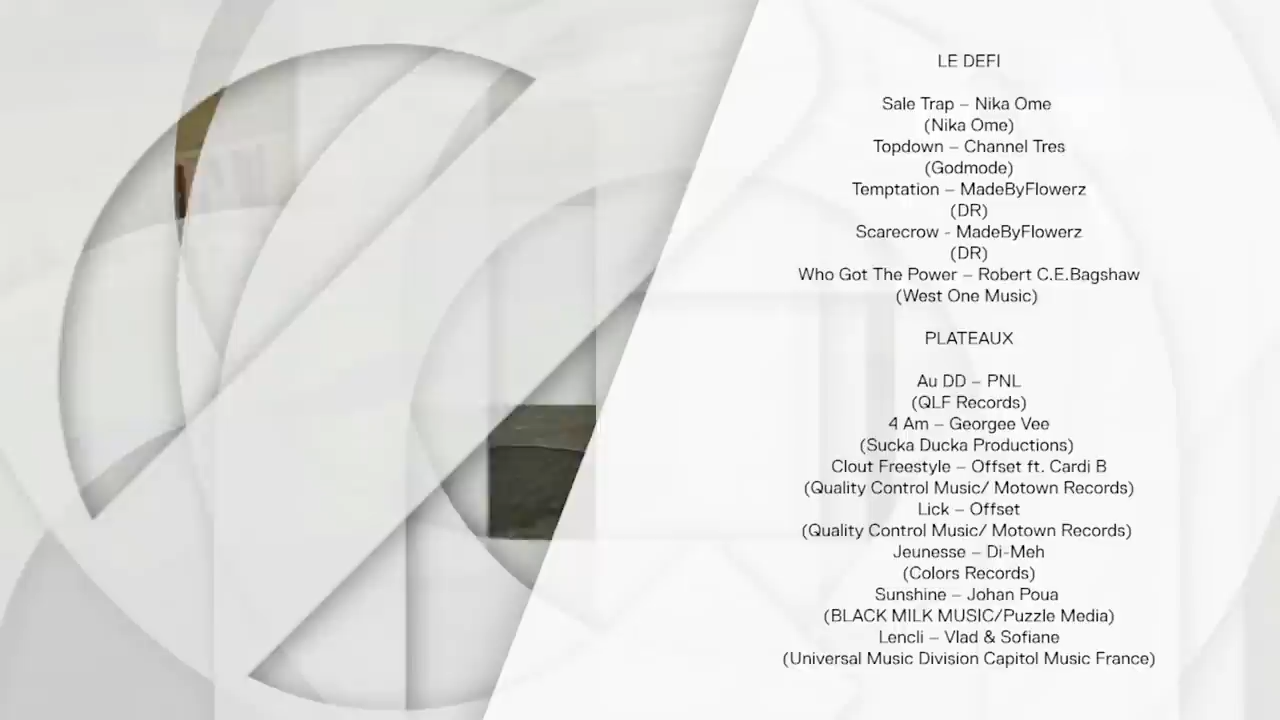 LE DEFI
Sale Trap – Nika Ome
(Nika Ome)
Topdown – Channel Tres
(Godmode)
Temptation – MadeByFlowerz
(DR)
Scarecrow - MadeByFlowerz
(DR)
Who Got The Power – Robert C.E.Bagshaw
(West One Music)
PLATEAUX
Au DD – PNL
(QLF Records)
4 Am – Georgee Vee
(Sucka Ducka Productions)
Clout Freestyle – Offset ft. Cardi B
(Quality Control Music/ Motown Records)
Lick – Offset
(Quality Control Music/ Motown Records)
Jeunesse – Di-Meh
(Colors Records)
Sunshine – Johan Poua
(BLACK MILK MUSIC/Puzzle Media)
Lencli – Vlad & Sofiane
(Universal Music Division Capitol Music France)